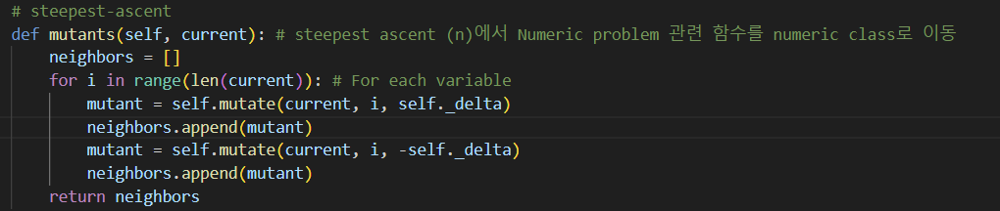 # steepest-ascent
def mutants(self, current): # steepest ascent (n)에서 Numeric problem 관련 함수를 numeric class로 이동
    neighbors = []
    for i in range(len(current)): # For each variable
        mutant = self.mutate(current, i, self._delta)
        neighbors.append(mutant)
        mutant = self.mutate(current, i, -self._delta)
        neighbors.append(mutant)
    return neighbors